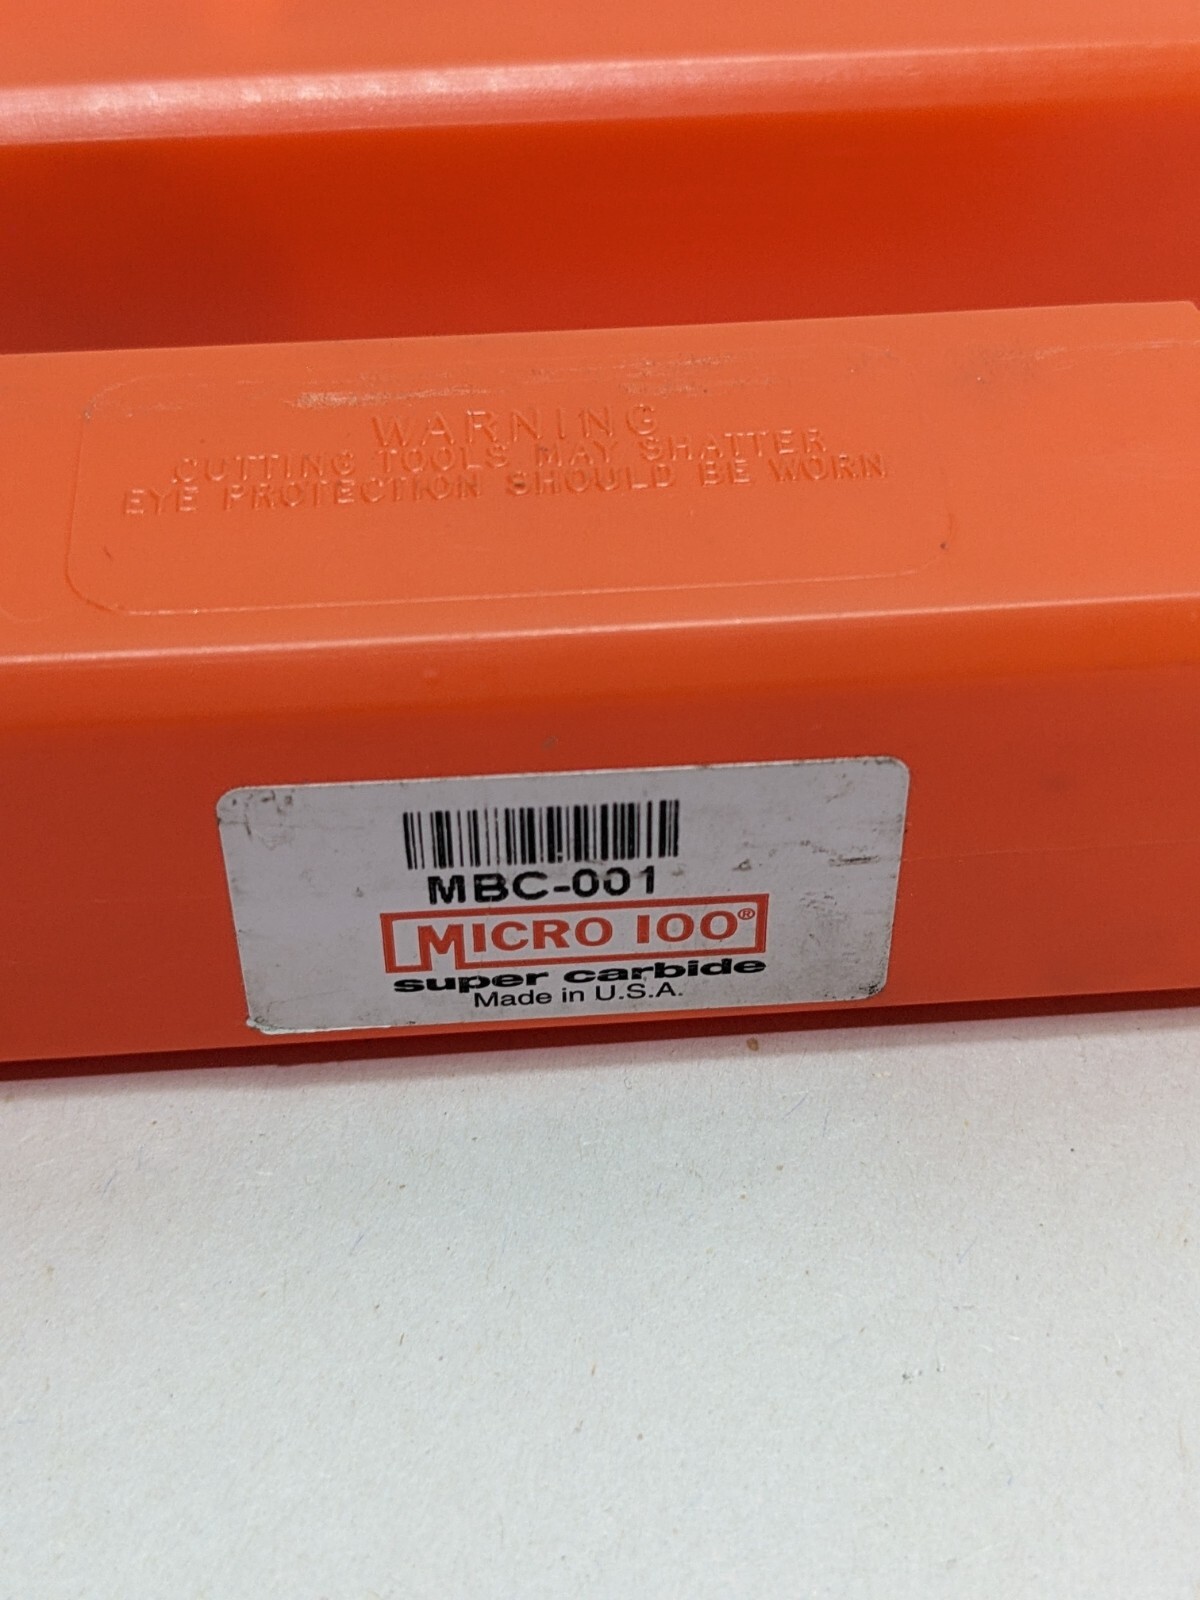 WARNING
CUTTING TOOLS MAY SHATTER
EYE PROTECTION SHOULD BE WORN
MBC-001
MICRO 100®
super carbide
Made in U.S.A.